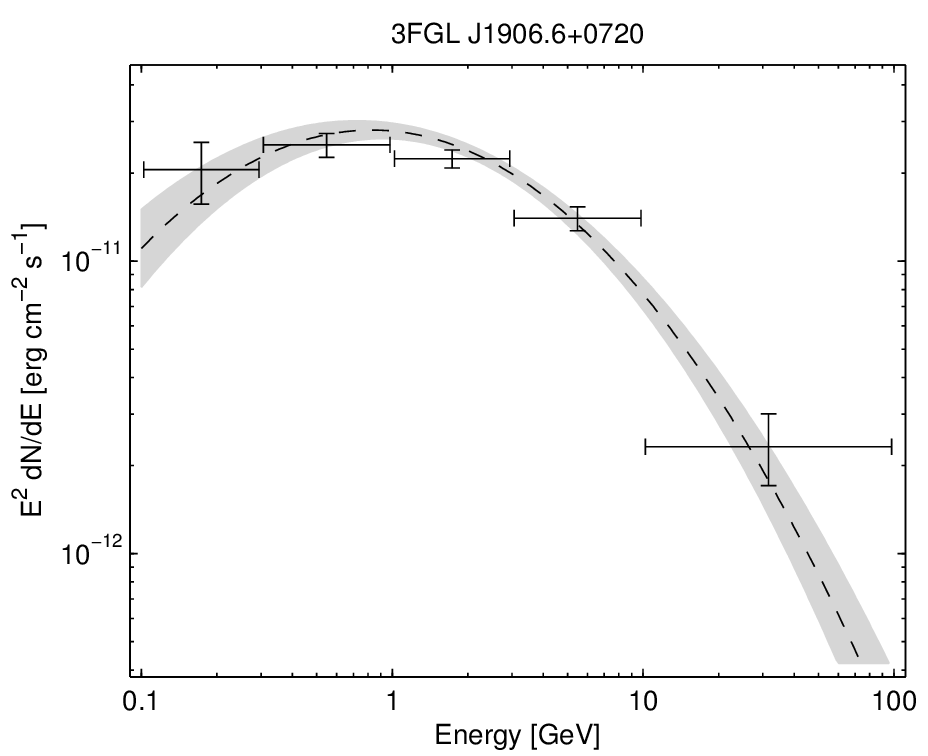 3FGL J1906.6+0720
E² dN/dE [erg cm⁻² s⁻¹]
10⁻¹¹
10⁻¹²
0.1 1 10 100
Energy [GeV]